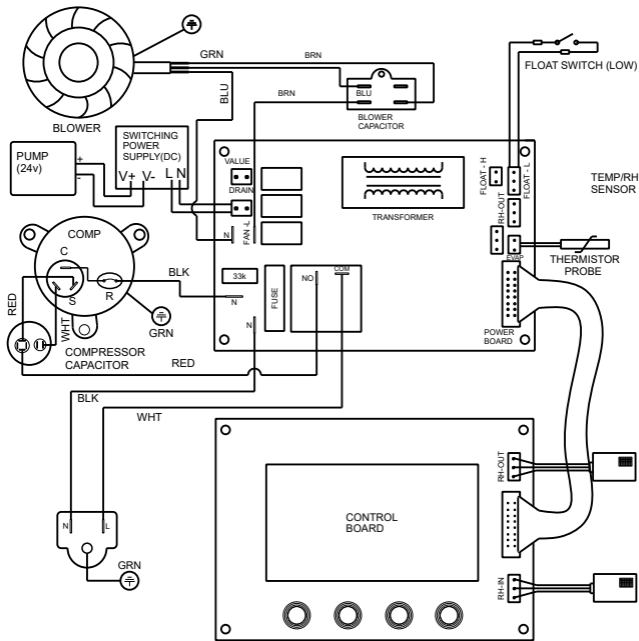 GRN
BRN
FLOAT SWITCH (LOW)
BLU
BRN
BLU
BLOWER
BLOWER
CAPACITOR
PUMP
(24v)
+
-
SWITCHING
POWER
SUPPLY(DC)
V+ V- L N
VALUE
DRAIN
FAN -L
N
TRANSFORMER
FLOAT - H
FLOAT - L
RH-OUT
EVAP
TEMP/RH
SENSOR
THERMISTOR
PROBE
COMP
C
S
R
BLK
GRN
RED
WHT
COMPRESSOR
CAPACITOR
33k
N
N
FUSE
NO
COM
POWER
BOARD
RED
BLK
WHT
N L
GRN
CONTROL
BOARD
RH-OUT
RH-IN